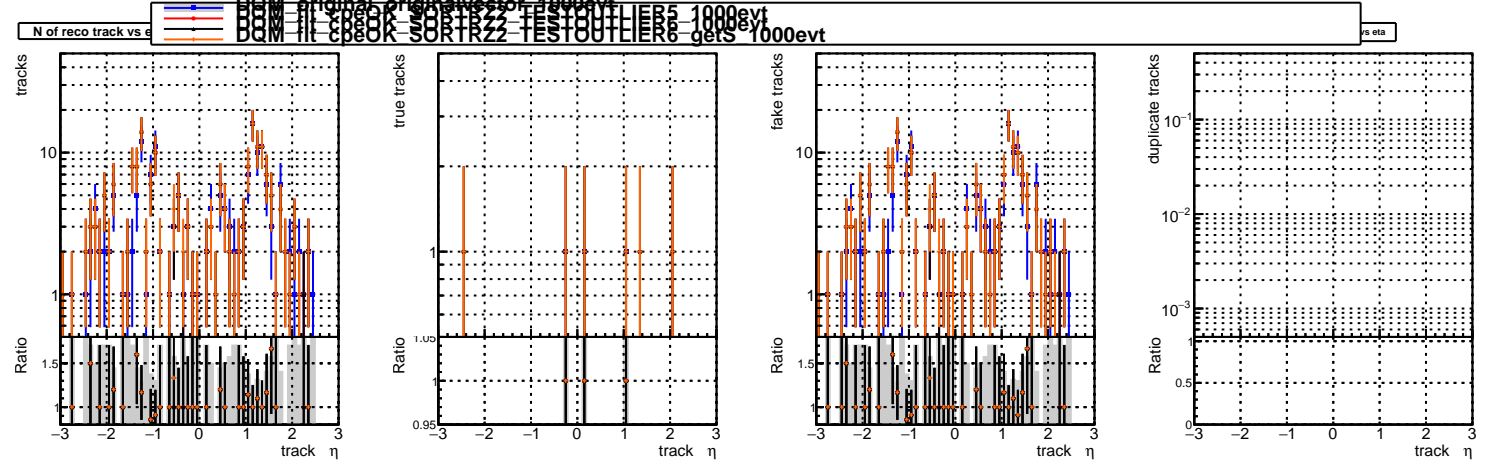 DQM_original_originalvector_1000evt
DQM_fit_cpeOK_SORTRZ2_TESTOUTLIER5_1000evt
DQM_fit_cpeOK_SORTRZ2_TESTOUTLIER6_1000evt
DQM_fit_cpeOK_SORTRZ2_TESTOUTLIER6_getS_1000evt
N of reco track vs e
vs eta
tracks
10
1
Ratio
1.5
1
−3 −2 −1 0 1 2 3
track η
true tracks
1
Ratio
1.05
1
0.95
−3 −2 −1 0 1 2 3
track η
fake tracks
10
1
Ratio
1.5
1
−3 −2 −1 0 1 2 3
track η
duplicate tracks
10−1
10−2
10−3
Ratio
1
0.5
0
−3 −2 −1 0 1 2 3
track η